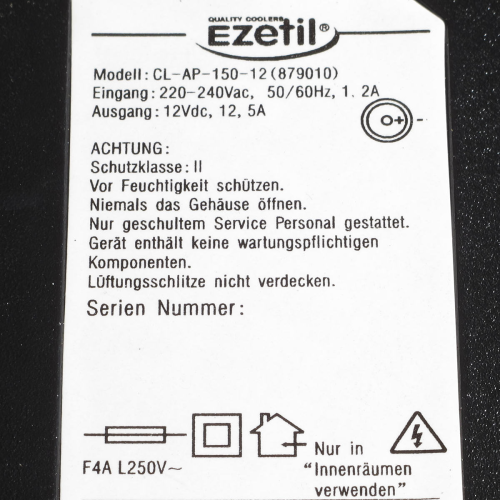 QUALITY COOLERS
EZetil®
Modell: CL-AP-150-12 (879010)
Eingang: 220-240Vac, 50/60Hz, 1. 2A
Ausgang: 12Vdc, 12, 5A
O+ -
ACHTUNG:
Schutzklasse: II
Vor Feuchtigkeit schützen.
Niemals das Gehäuse öffnen.
Nur geschultem Service Personal gestattet.
Gerät enthält keine wartungspflichtigen
Komponenten.
Lüftungsschlitze nicht verdecken.
Serien Nummer:
F4A L250V~
Nur in
"Innenräumen
verwenden"